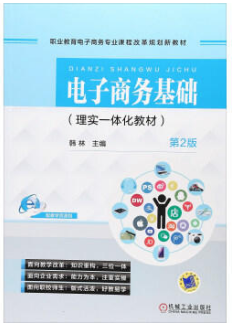 职业教育电子商务专业课程改革规划新教材
DIANZI SHANGWU JICHU
电子商务基础
（理实一体化教材）
韩林 主编
第2版
面向教学改革：知识重构，三位一体
面向企业需求：能力为本，注重实操
面向职校师生：版式活泼，好教易学
机械工业出版社
CHINA MACHINE PRESS